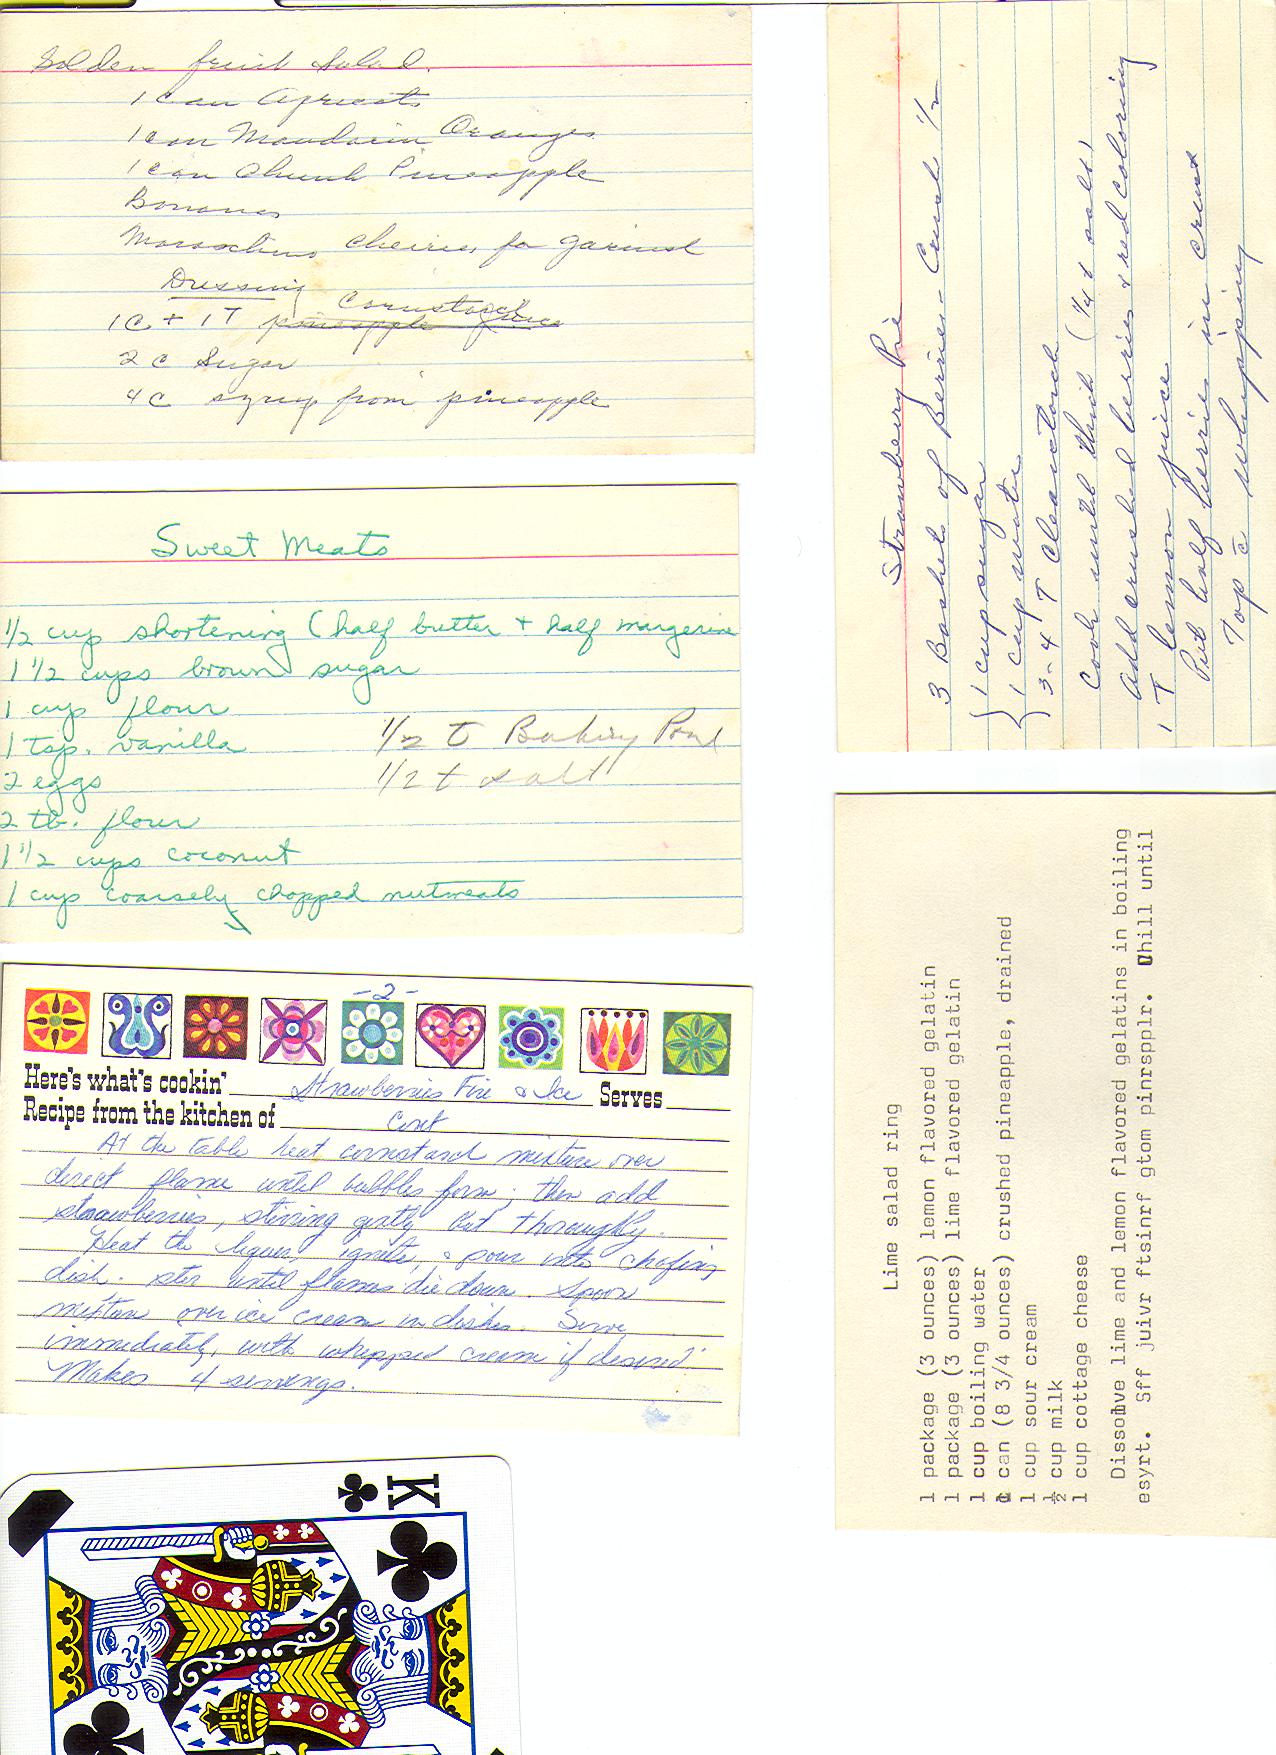 Golden fruit Salad.
1 can Apricots
1 can Mandarin Oranges
1 can Chunk Pineapple
Bananas
Maraschino cherries for garinsh
Dressing
Cornstarch
1C + 1T pineapple juice
2 C Sugar
4C syrup from pineapple
Sweet Meats
1/2 cup shortening (half butter + half margerine
1 1/2 cups brown sugar
1 cup flour
1 tsp. vanilla 1/2 t Baking Powd
2 eggs 1/2 t salt
2 tb. flour
1 1/2 cups coconut
1 cup coarsely chopped nutmeats
-2-
Here's what's cookin' Strawberries Fire & Ice Serves
Recipe from the kitchen of Cont
At the table heat cornstarch mixture over
direct flame until bubbles form; then add
strawberries, stirring gently but thoroughly.
Heat the liqueur, ignite, & pour into chafing
dish. stir until flames die down. Spoon
mixture over ice cream in dishes. Serve
immediately, with whipped cream if desired.
Makes 4 servings.
K
Strawberry Pie
3 Baskets of Berries - Crush 1/2
1 cup sugar
1 cup water
3-4 T Clearstarch
Cook until thick (1/4 t salt)
Add crushed berries & red coloring
1 T lemon juice
Put half berries in crust
Top c̄ whipping
Lime salad ring
1 package (3 ounces) lemon flavored gelatin
1 package (3 ounces) lime flavored gelatin
1 cup boiling water
1 can (8 3/4 ounces) crushed pineapple, drained
1 cup sour cream
½ cup milk
1 cup cottage cheese
Dissolve lime and lemon flavored gelatins in boiling
esyrt. Sff juivr ftsinrf gtom pinrspplr. Chill until